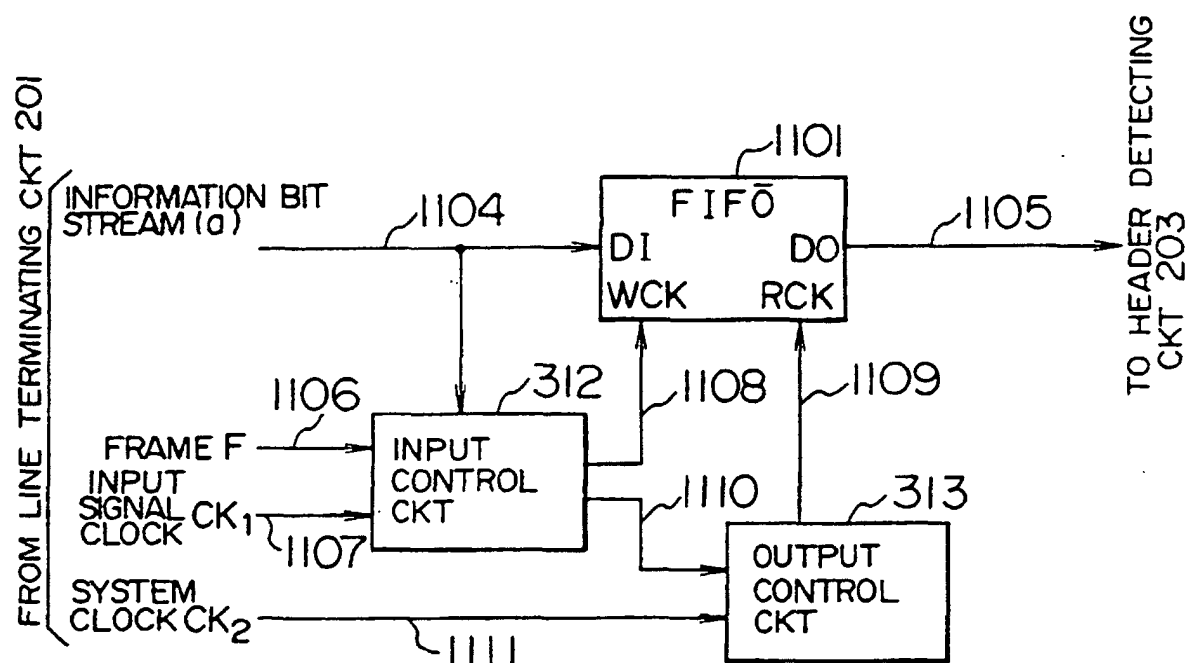 FROM LINE TERMINATING CKT 201
INFORMATION BIT
STREAM (a)
1104
1101
FIFO̅
DI
DO
WCK
RCK
1105
TO HEADER DETECTING
CKT 203
1106
FRAME F
INPUT
SIGNAL
CLOCK
CK₁
1107
312
INPUT
CONTROL
CKT
1108
1109
1110
313
OUTPUT
CONTROL
CKT
SYSTEM
CLOCK CK₂
1111